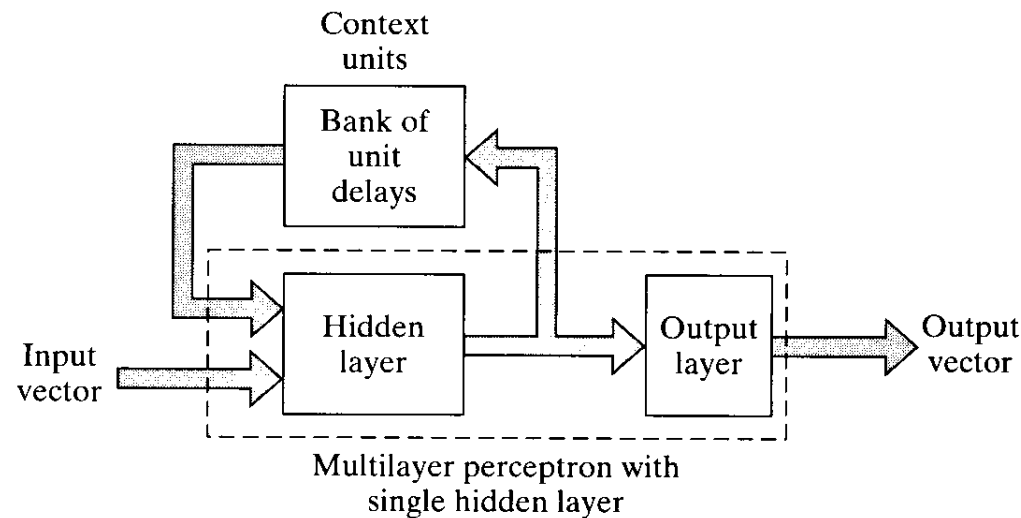 Context
units
Bank of
unit
delays
Hidden
layer
Output
layer
Input
vector
Output
vector
Multilayer perceptron with
single hidden layer